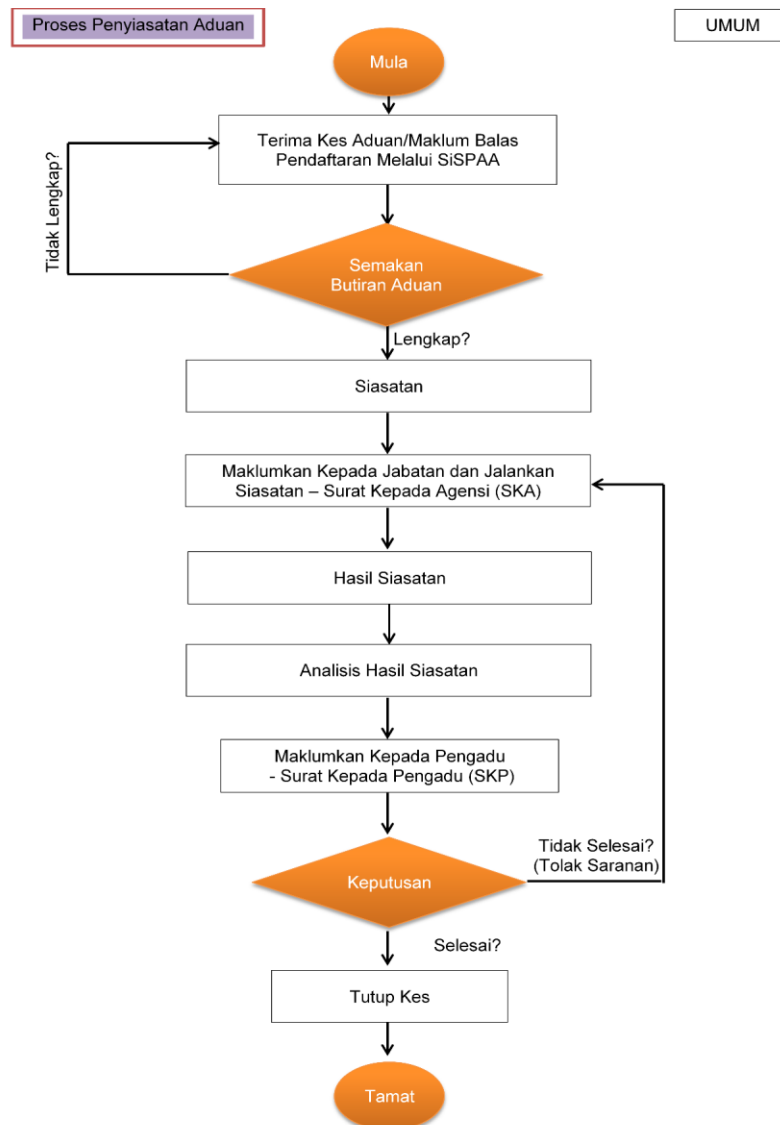 Proses Penyiasatan Aduan
UMUM
Mula
Terima Kes Aduan/Maklum Balas
Pendaftaran Melalui SiSPAA
Tidak Lengkap?
Semakan
Butiran Aduan
Lengkap?
Siasatan
Maklumkan Kepada Jabatan dan Jalankan
Siasatan – Surat Kepada Agensi (SKA)
Hasil Siasatan
Analisis Hasil Siasatan
Maklumkan Kepada Pengadu
- Surat Kepada Pengadu (SKP)
Tidak Selesai?
(Tolak Saranan)
Keputusan
Selesai?
Tutup Kes
Tamat